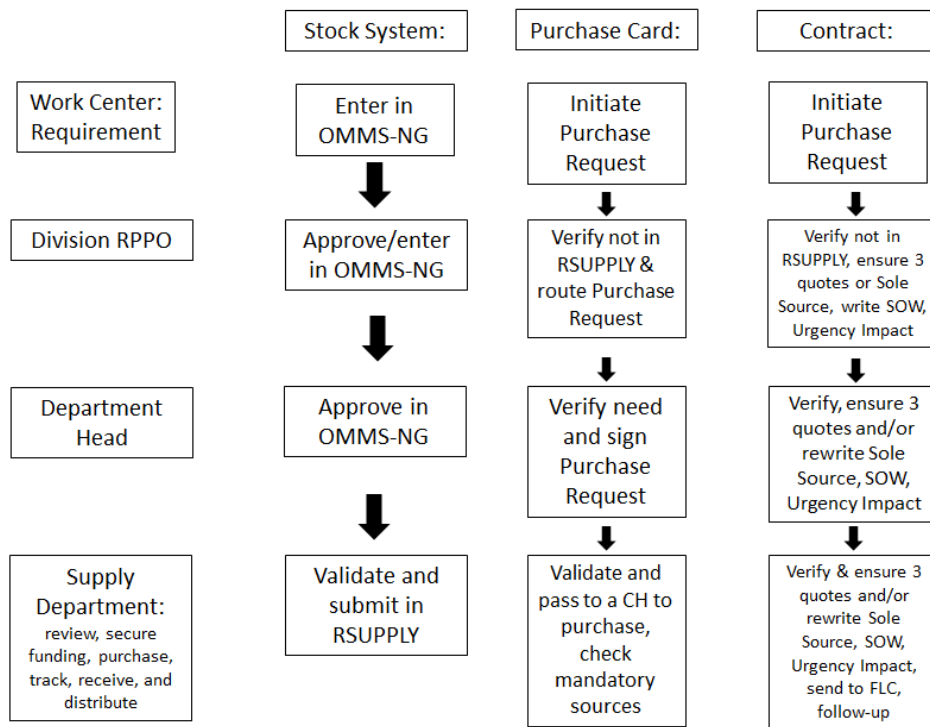 Stock System:
Purchase Card:
Contract:
Work Center:
Requirement
Enter in
OMMS-NG
Initiate
Purchase
Request
Initiate
Purchase
Request
Division RPPO
Approve/enter
in OMMS-NG
Verify not in
RSUPPLY &
route Purchase
Request
Verify not in
RSUPPLY, ensure 3
quotes or Sole
Source, write SOW,
Urgency Impact
Department
Head
Approve in
OMMS-NG
Verify need
and sign
Purchase
Request
Verify, ensure 3
quotes and/or
rewrite Sole
Source, SOW,
Urgency Impact
Supply
Department:
review, secure
funding, purchase,
track, receive, and
distribute
Validate and
submit in
RSUPPLY
Validate and
pass to a CH to
purchase,
check
mandatory
sources
Verify & ensure 3
quotes and/or
rewrite Sole
Source, SOW,
Urgency Impact,
send to FLC,
follow-up